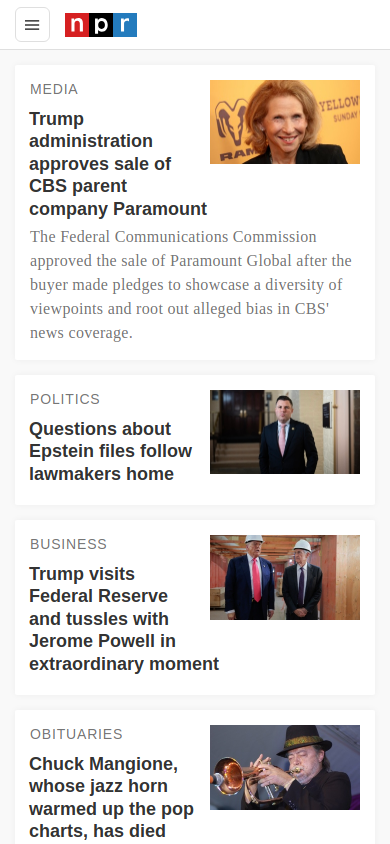 npr
MEDIA
Trump
administration
approves sale of
CBS parent
company Paramount
RAM
YELLOW
SUNDAY
The Federal Communications Commission
approved the sale of Paramount Global after the
buyer made pledges to showcase a diversity of
viewpoints and root out alleged bias in CBS'
news coverage.
POLITICS
Questions about
Epstein files follow
lawmakers home
BUSINESS
Trump visits
Federal Reserve
and tussles with
Jerome Powell in
extraordinary moment
OBITUARIES
Chuck Mangione,
whose jazz horn
warmed up the pop
charts, has died